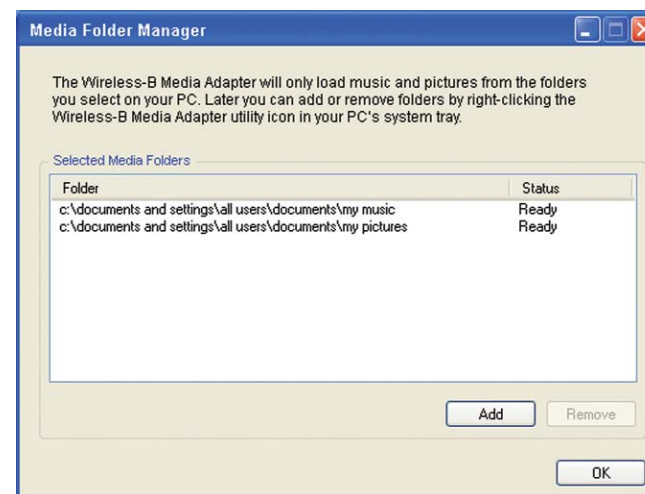 Media Folder Manager
The Wireless-B Media Adapter will only load music and pictures from the folders
you select on your PC. Later you can add or remove folders by right-clicking the
Wireless-B Media Adapter utility icon in your PC's system tray.
Selected Media Folders
Folder Status
c:\documents and settings\all users\documents\my music Ready
c:\documents and settings\all users\documents\my pictures Ready
Add Remove
OK